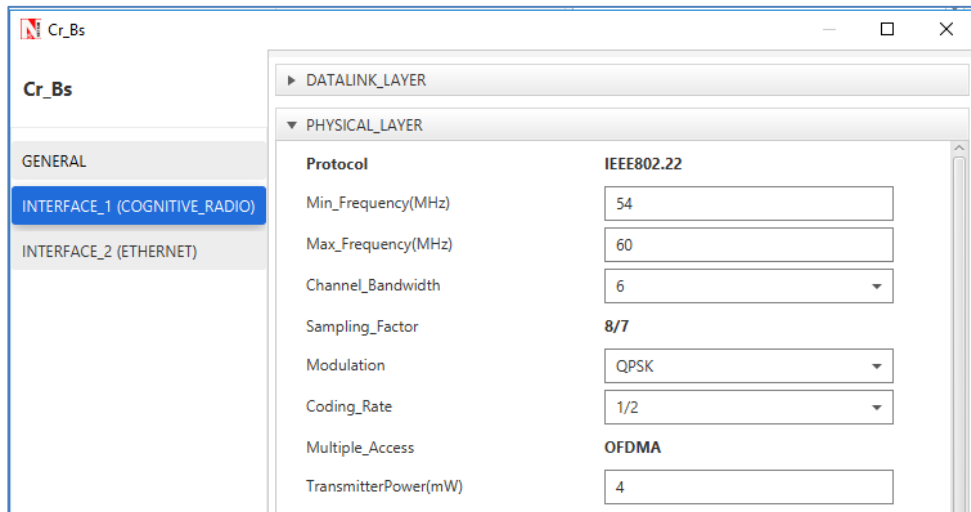 Cr_Bs
Cr_Bs
GENERAL
INTERFACE_1 (COGNITIVE_RADIO)
INTERFACE_2 (ETHERNET)
DATALINK_LAYER
PHYSICAL_LAYER
Protocol IEEE802.22
Min_Frequency(MHz) 54
Max_Frequency(MHz) 60
Channel_Bandwidth 6
Sampling_Factor 8/7
Modulation QPSK
Coding_Rate 1/2
Multiple_Access OFDMA
TransmitterPower(mW) 4